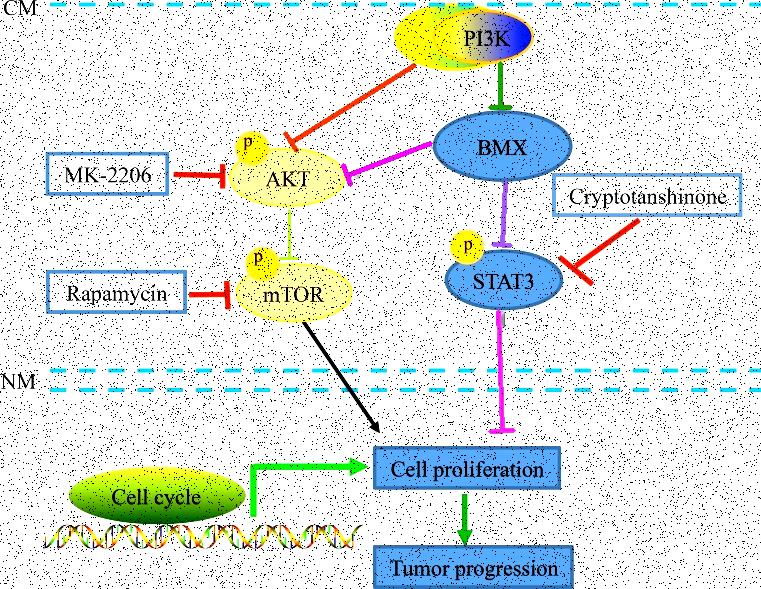 CM
PI3K
P
BMX
MK-2206
AKT
Cryptotanshinone
P
P
STAT3
Rapamycin
mTOR
NM
Cell proliferation
Cell cycle
Tumor progression